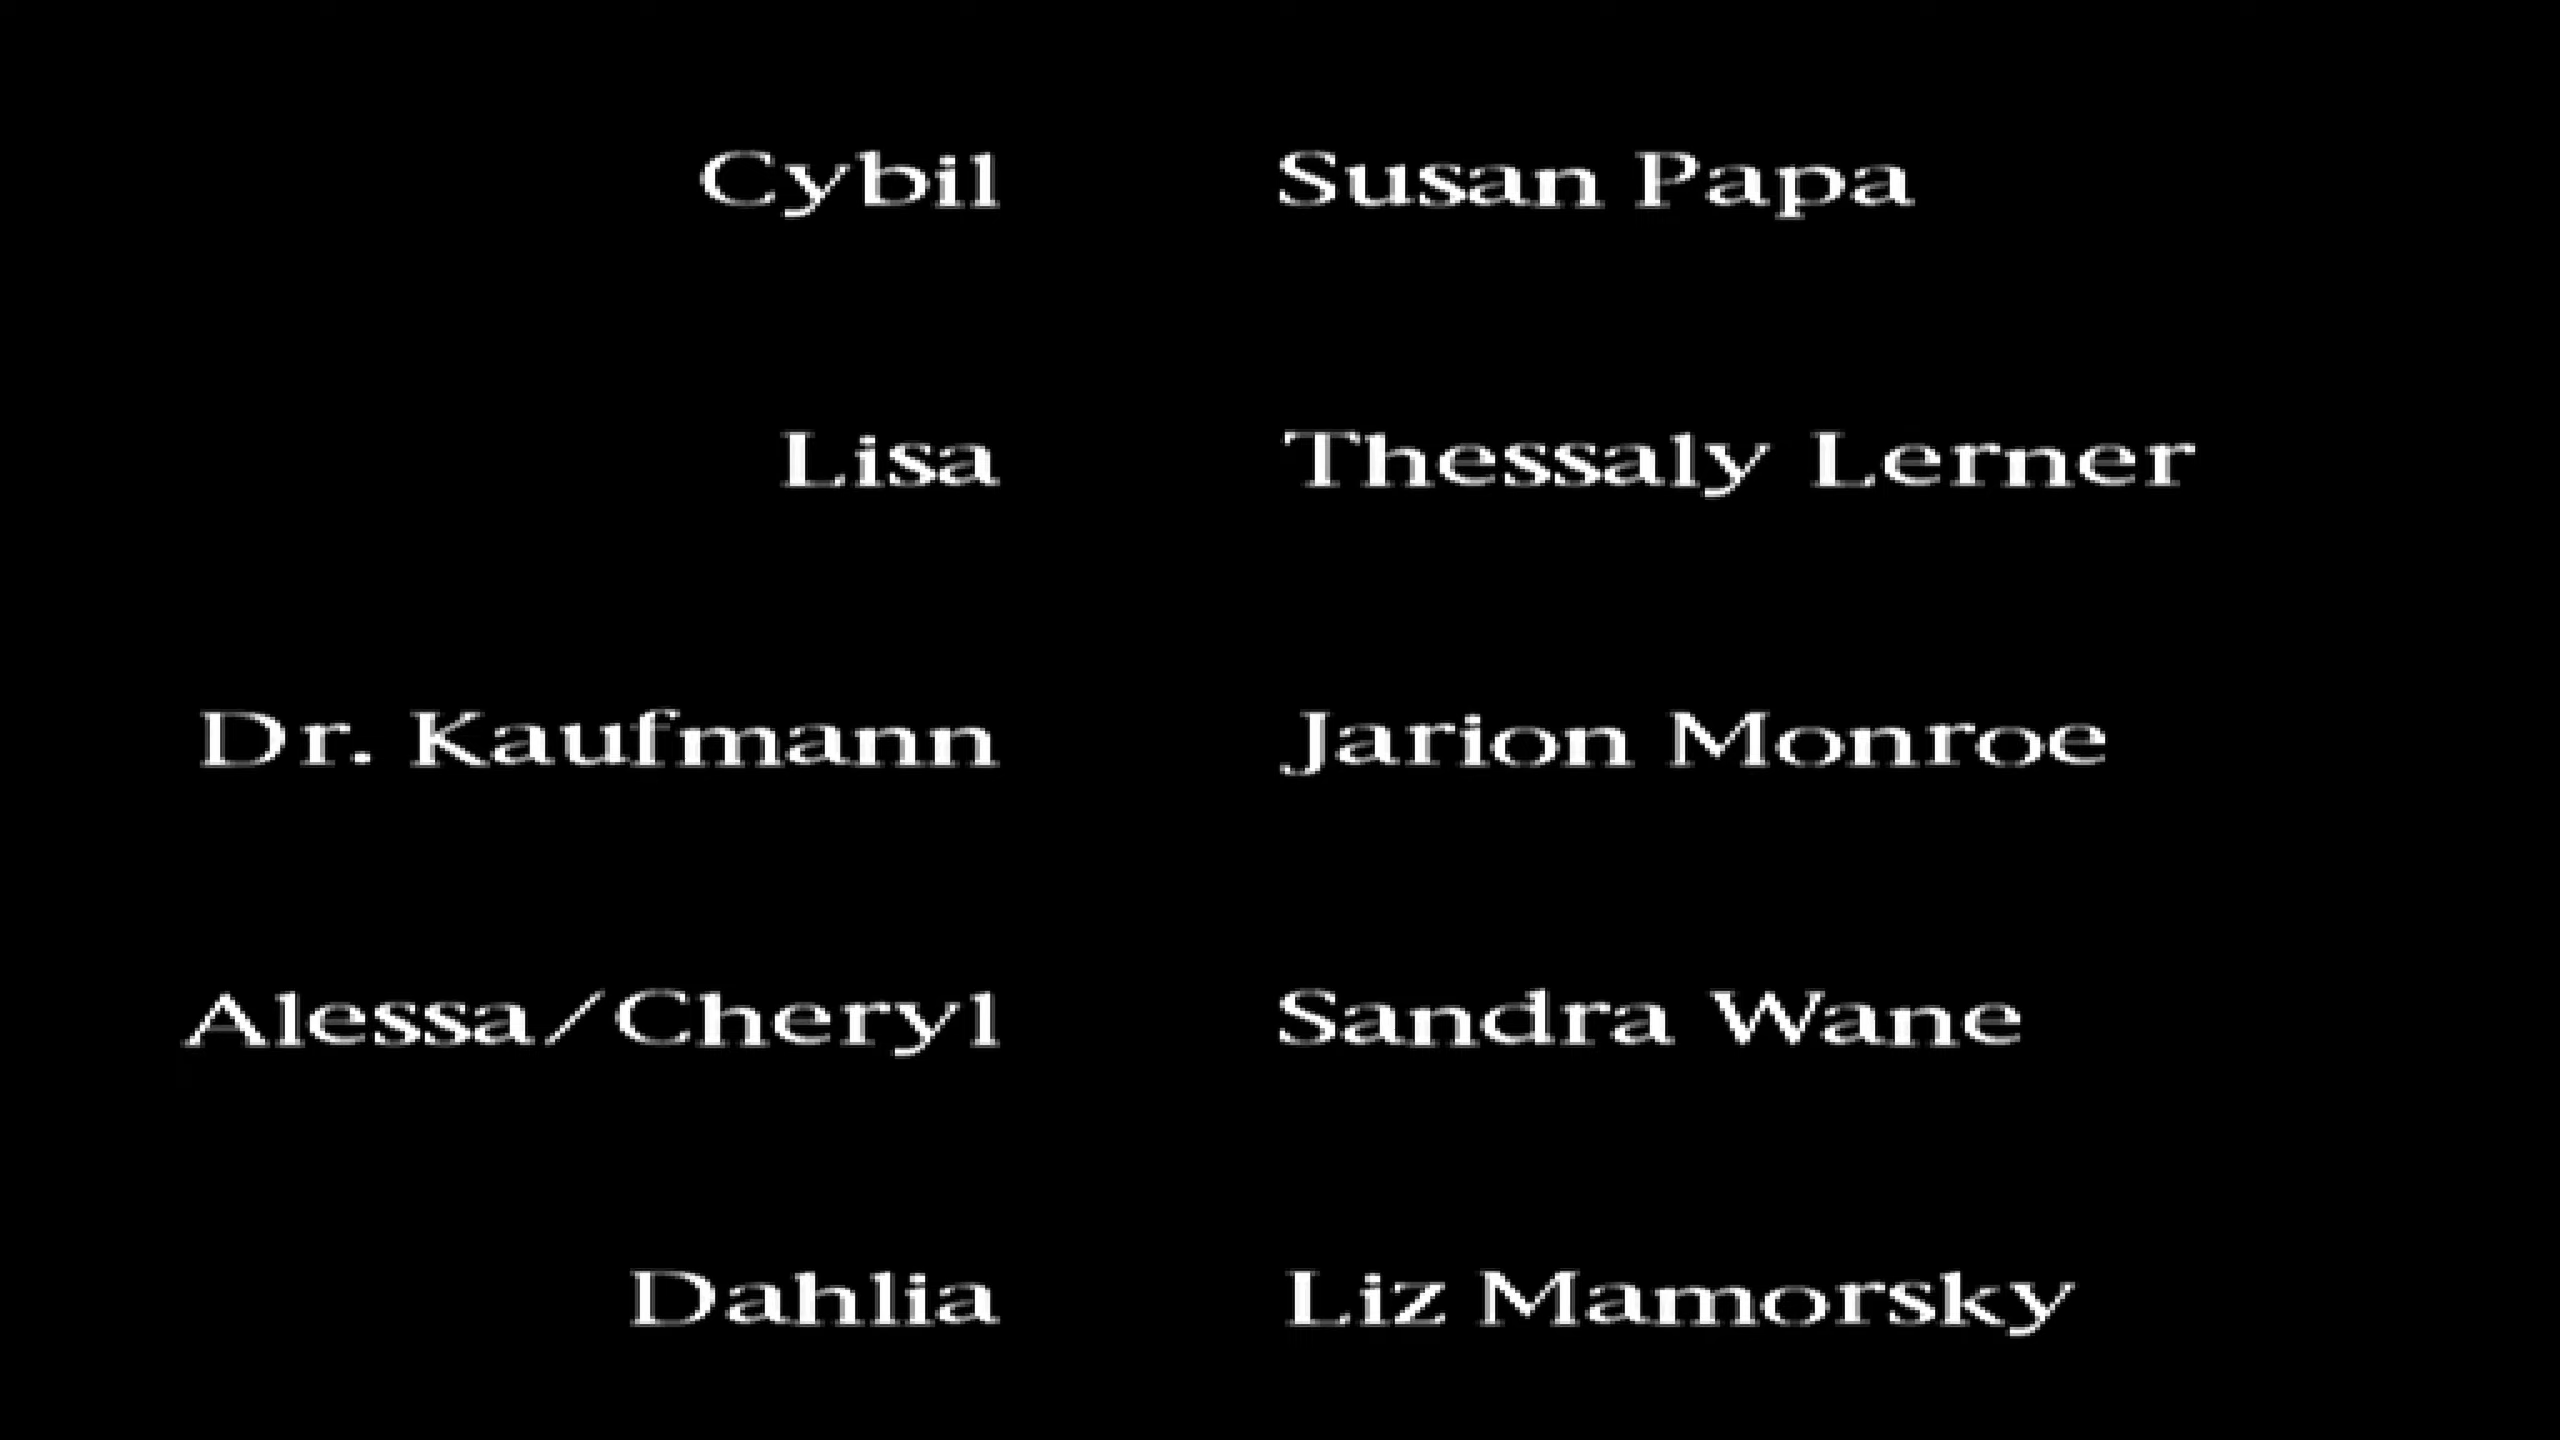 Cybil Susan Papa
Lisa Thessaly Lerner
Dr. Kaufmann Jarion Monroe
Alessa/Cheryl Sandra Wane
Dahlia Liz Mamorsky